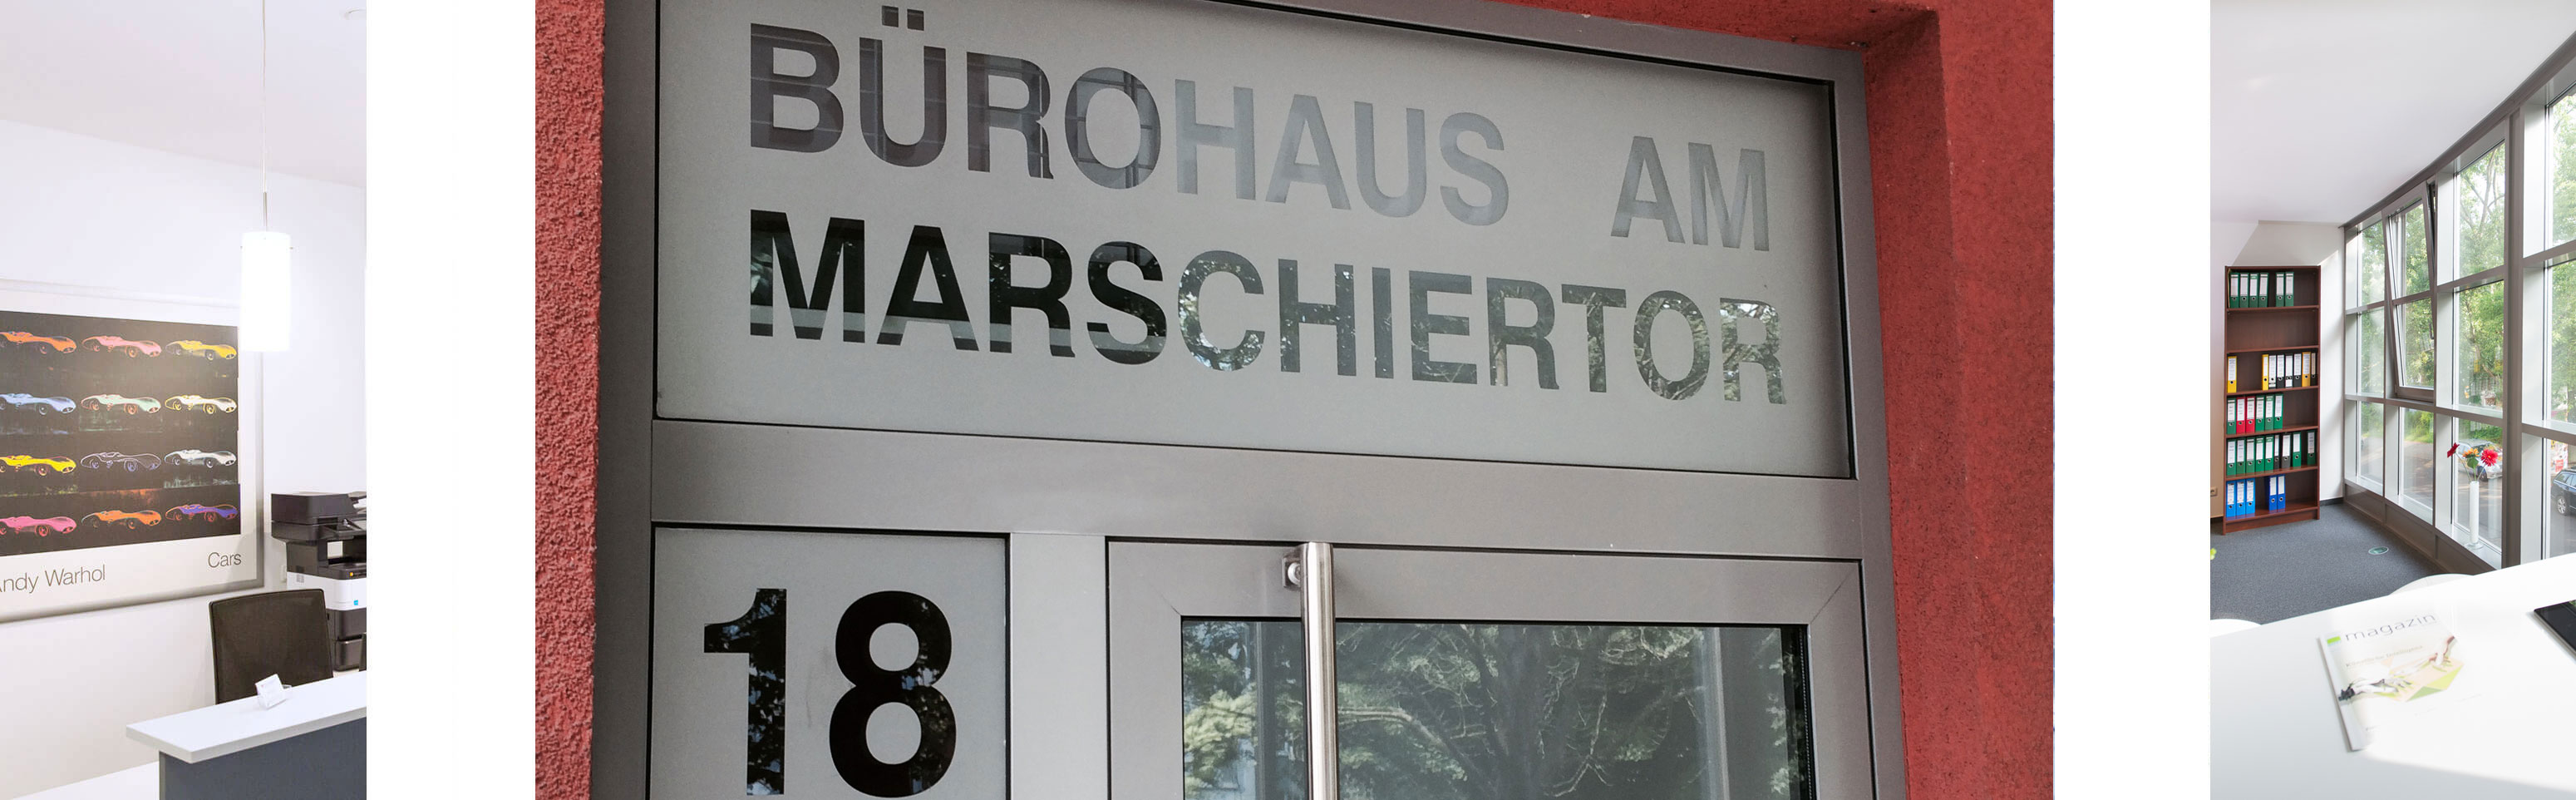 Andy Warhol
Cars
BÜROHAUS AM
MARSCHIERTOR
18
magazin